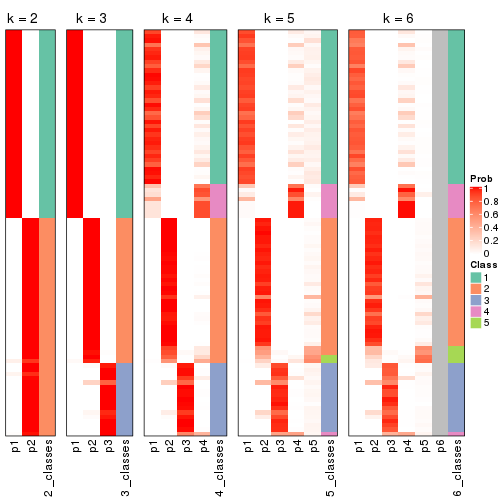 k = 2
k = 3
k = 4
k = 5
k = 6
p1
p2
2_classes
p1
p2
p3
3_classes
p1
p2
p3
p4
4_classes
p1
p2
p3
p4
p5
5_classes
p1
p2
p3
p4
p5
p6
6_classes
Prob
1
0.8
0.6
0.4
0.2
0
Class
1
2
3
4
5